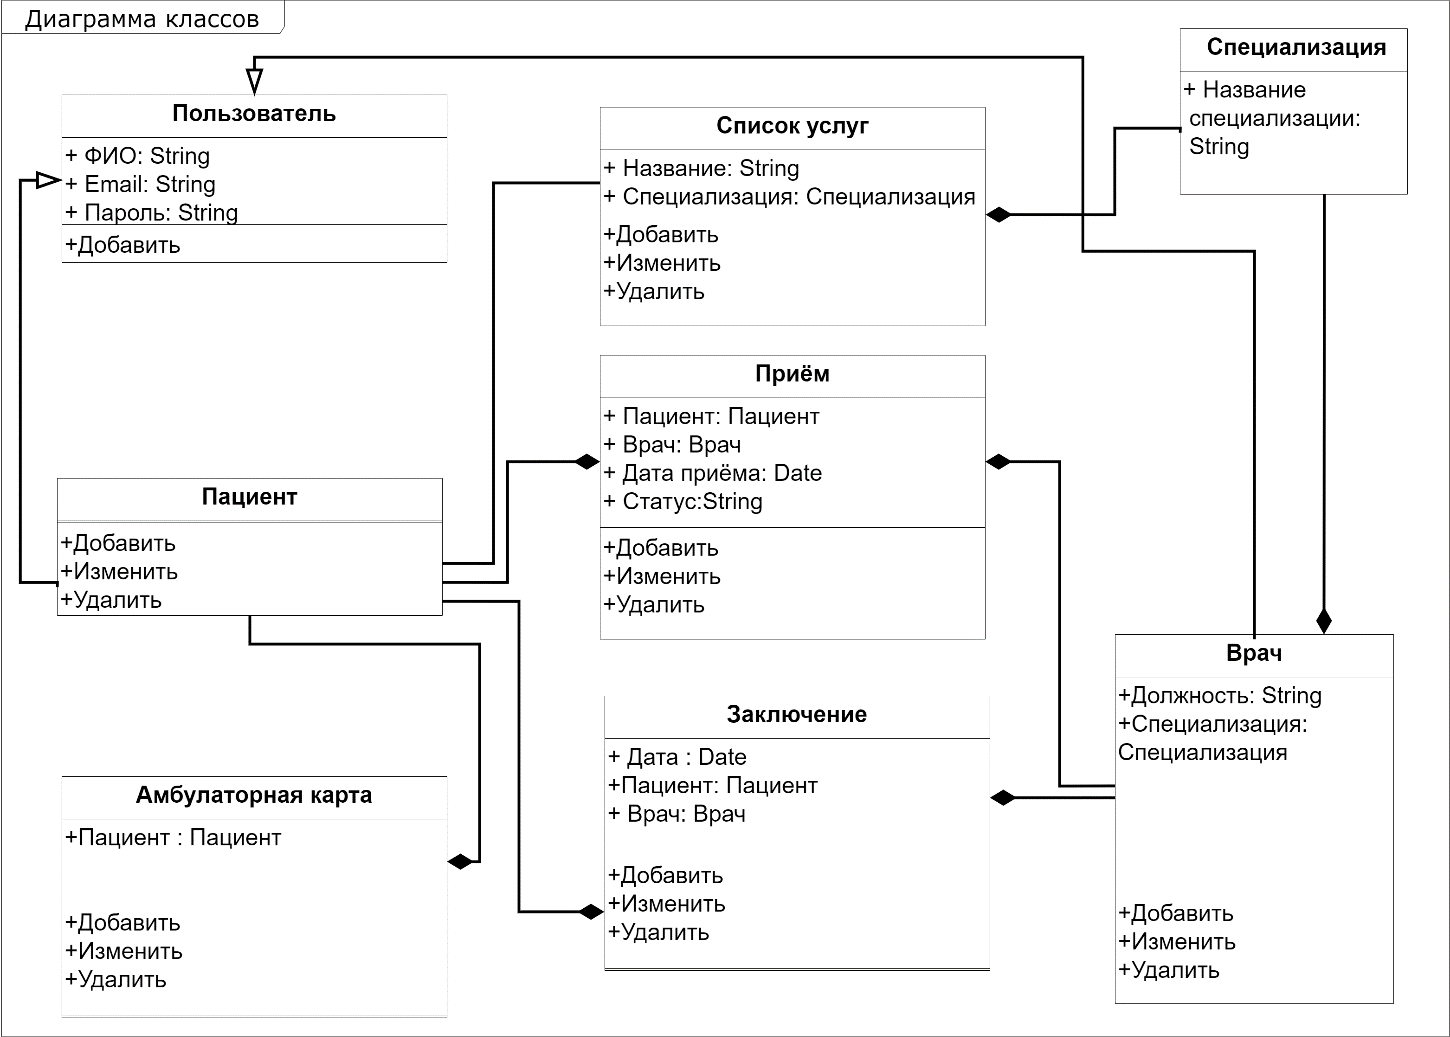 Диаграмма классов
Пользователь
+ ФИО: String
+ Email: String
+ Пароль: String
+Добавить
Список услуг
+ Название: String
+ Специализация: Специализация
+Добавить
+Изменить
+Удалить
Специализация
+ Название
специализации:
String
Приём
+ Пациент: Пациент
+ Врач: Врач
+ Дата приёма: Date
+ Статус:String
+Добавить
+Изменить
+Удалить
Пациент
+Добавить
+Изменить
+Удалить
Заключение
+ Дата : Date
+Пациент: Пациент
+ Врач: Врач
+Добавить
+Изменить
+Удалить
Врач
+Должность: String
+Специализация:
Специализация
+Добавить
+Изменить
+Удалить
Амбулаторная карта
+Пациент : Пациент
+Добавить
+Изменить
+Удалить